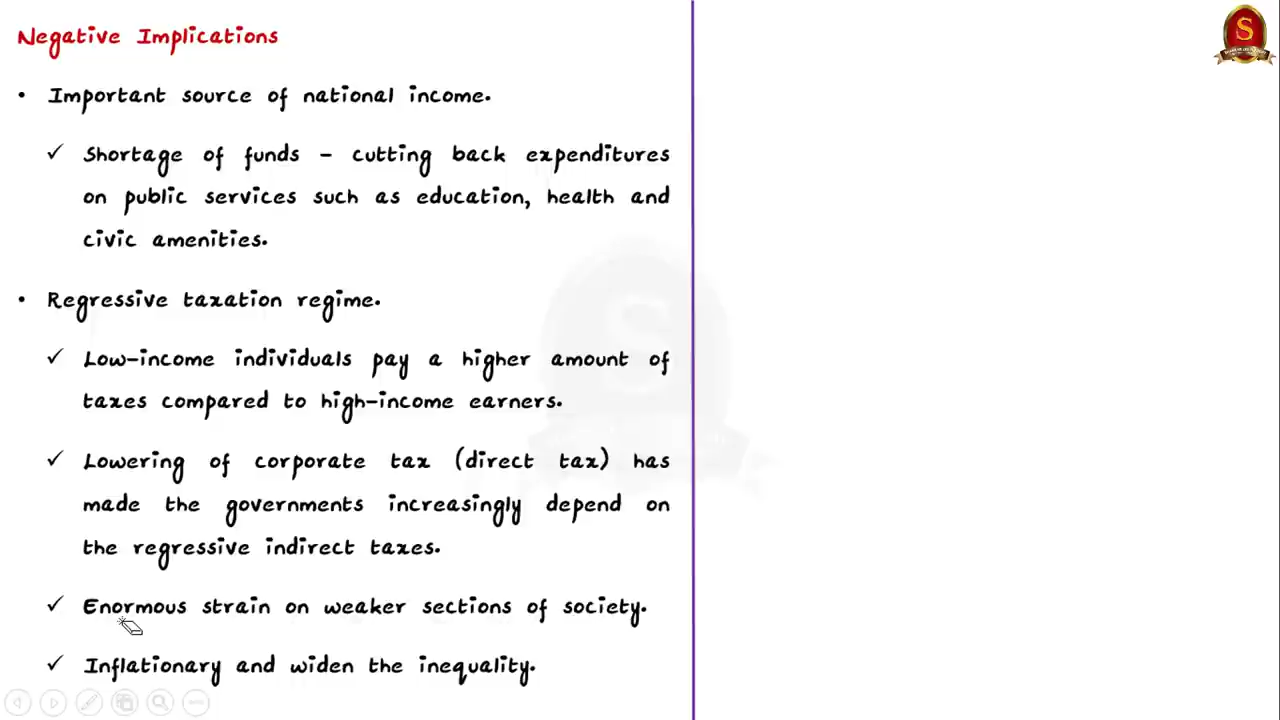 Negative Implications
• Important source of national income.
✓ Shortage of funds – cutting back expenditures
on public services such as education, health and
civic amenities.
• Regressive taxation regime.
✓ Low-income individuals pay a higher amount of
taxes compared to high-income earners.
✓ Lowering of corporate tax (direct tax) has
made the governments increasingly depend on
the regressive indirect taxes.
✓ Enormous strain on weaker sections of society.
✓ Inflationary and widen the inequality.
S